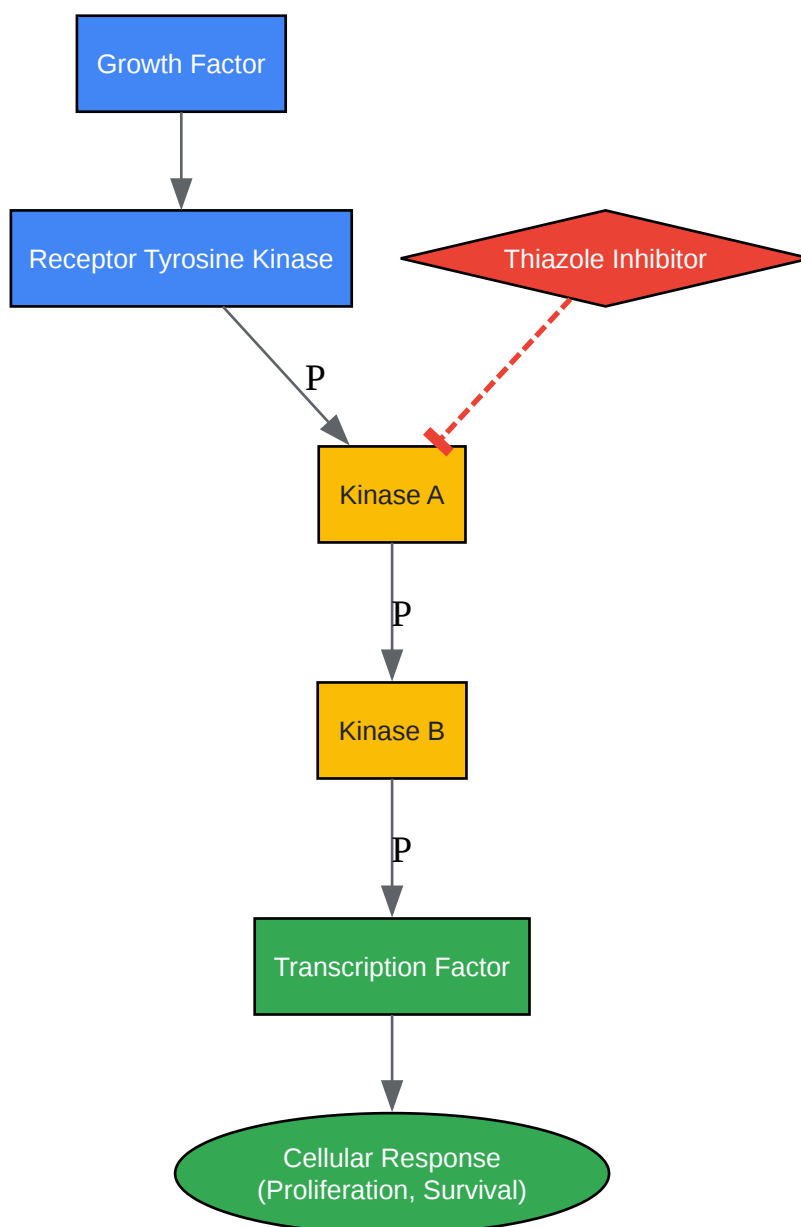 Growth Factor
Receptor Tyrosine Kinase
Thiazole Inhibitor
P
Kinase A
P
Kinase B
P
Transcription Factor
Cellular Response
(Proliferation, Survival)